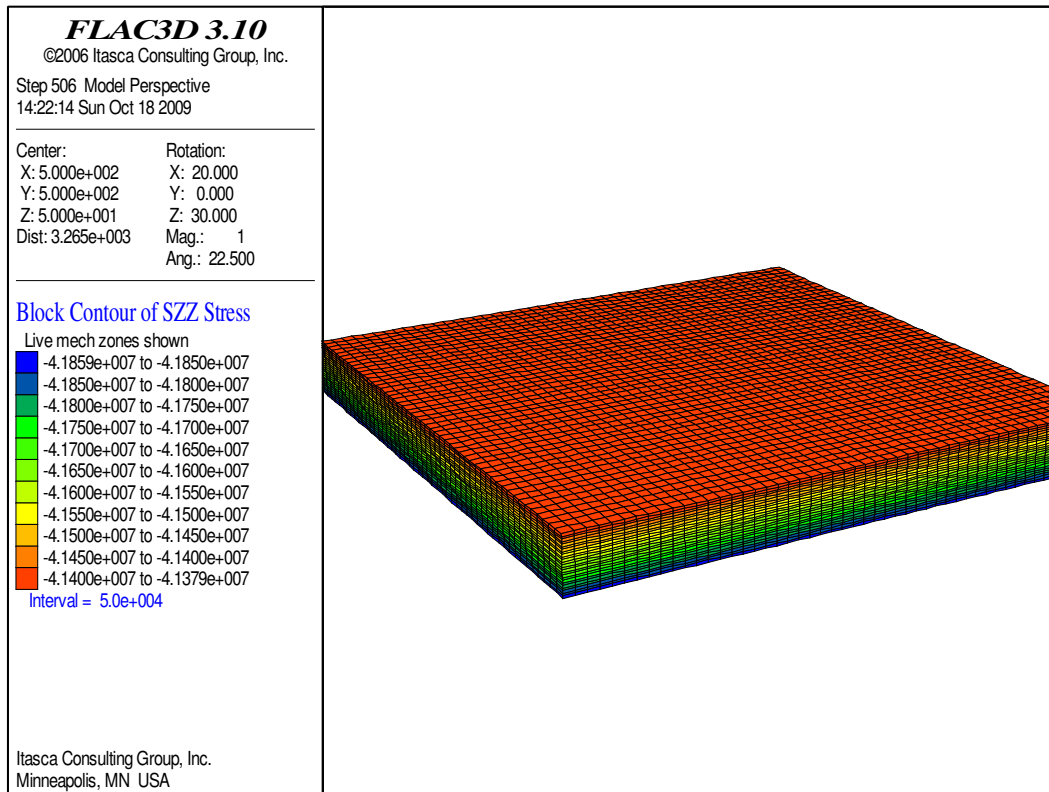 FLAC3D 3.10
©2006 Itasca Consulting Group, Inc.
Step 506 Model Perspective
14:22:14 Sun Oct 18 2009
Center:
X: 5.000e+002
Y: 5.000e+002
Z: 5.000e+001
Dist: 3.265e+003
Rotation:
X: 20.000
Y: 0.000
Z: 30.000
Mag.: 1
Ang.: 22.500
Block Contour of SZZ Stress
Live mech zones shown
-4.1859e+007 to -4.1850e+007
-4.1850e+007 to -4.1800e+007
-4.1800e+007 to -4.1750e+007
-4.1750e+007 to -4.1700e+007
-4.1700e+007 to -4.1650e+007
-4.1650e+007 to -4.1600e+007
-4.1600e+007 to -4.1550e+007
-4.1550e+007 to -4.1500e+007
-4.1500e+007 to -4.1450e+007
-4.1450e+007 to -4.1400e+007
-4.1400e+007 to -4.1379e+007
Interval = 5.0e+004
Itasca Consulting Group, Inc.
Minneapolis, MN USA